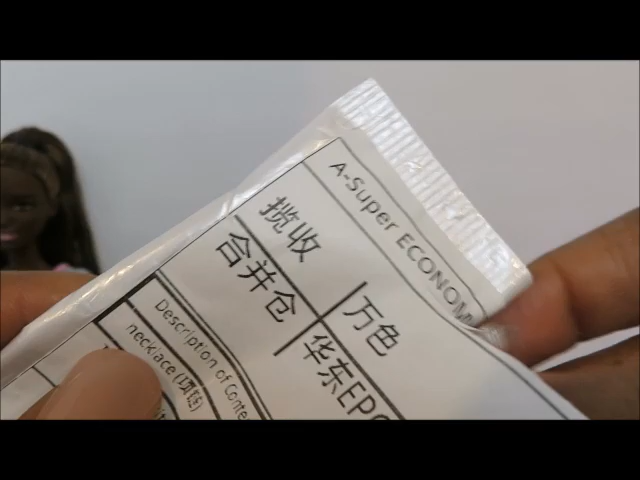 A-Super ECONOM
揽收
万色
合并仓
华东EPC
Description of Conte
necklace (项链)